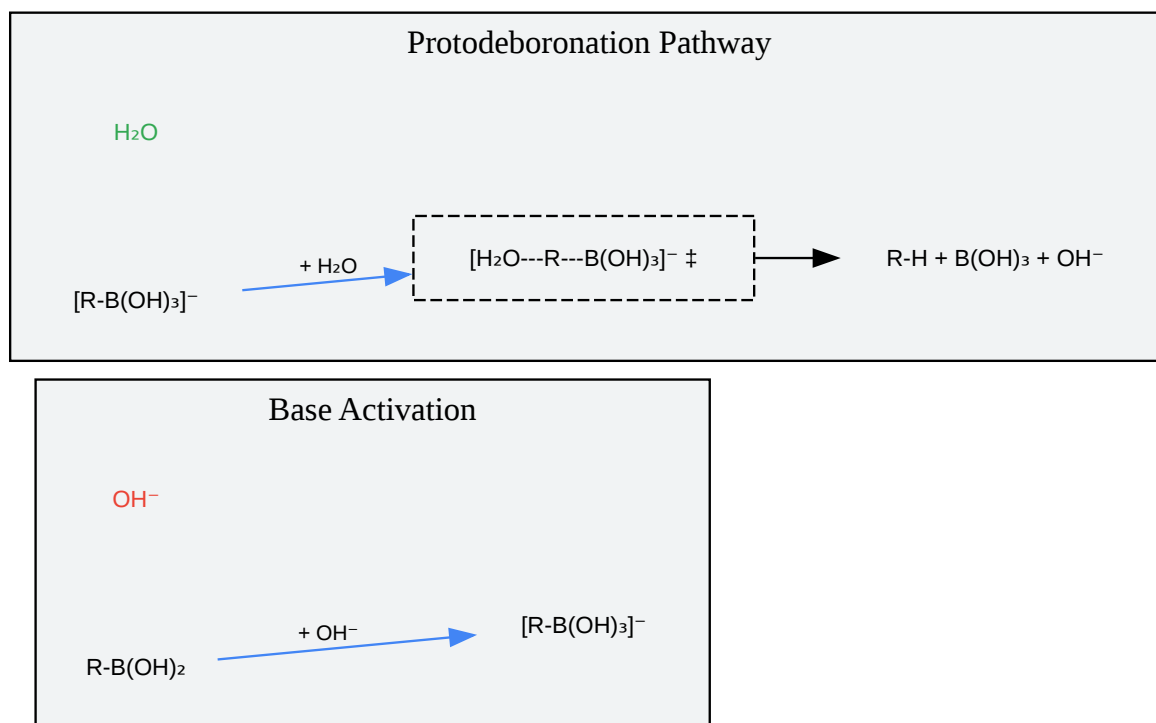 Protodeboronation Pathway
H₂O
+ H₂O
[H₂O---R---B(OH)₃]⁻ ‡
R-H + B(OH)₃ + OH⁻
[R-B(OH)₃]⁻
Base Activation
OH⁻
+ OH⁻
[R-B(OH)₃]⁻
R-B(OH)₂